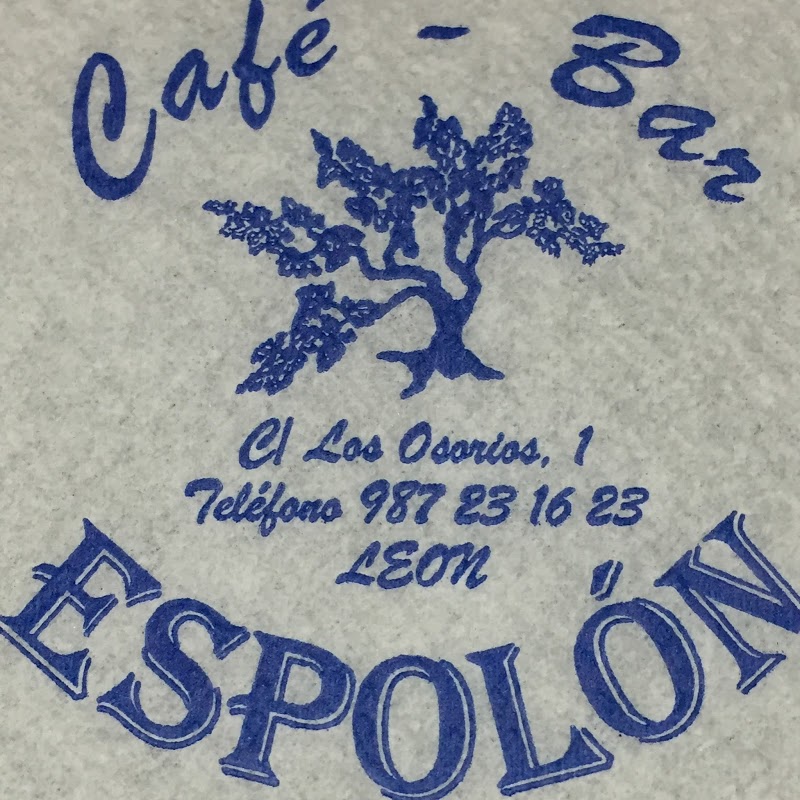 Café - Bar
C/ Los Osorios, 1
Teléfono 987 23 16 23
LEON
ESPOLÓN